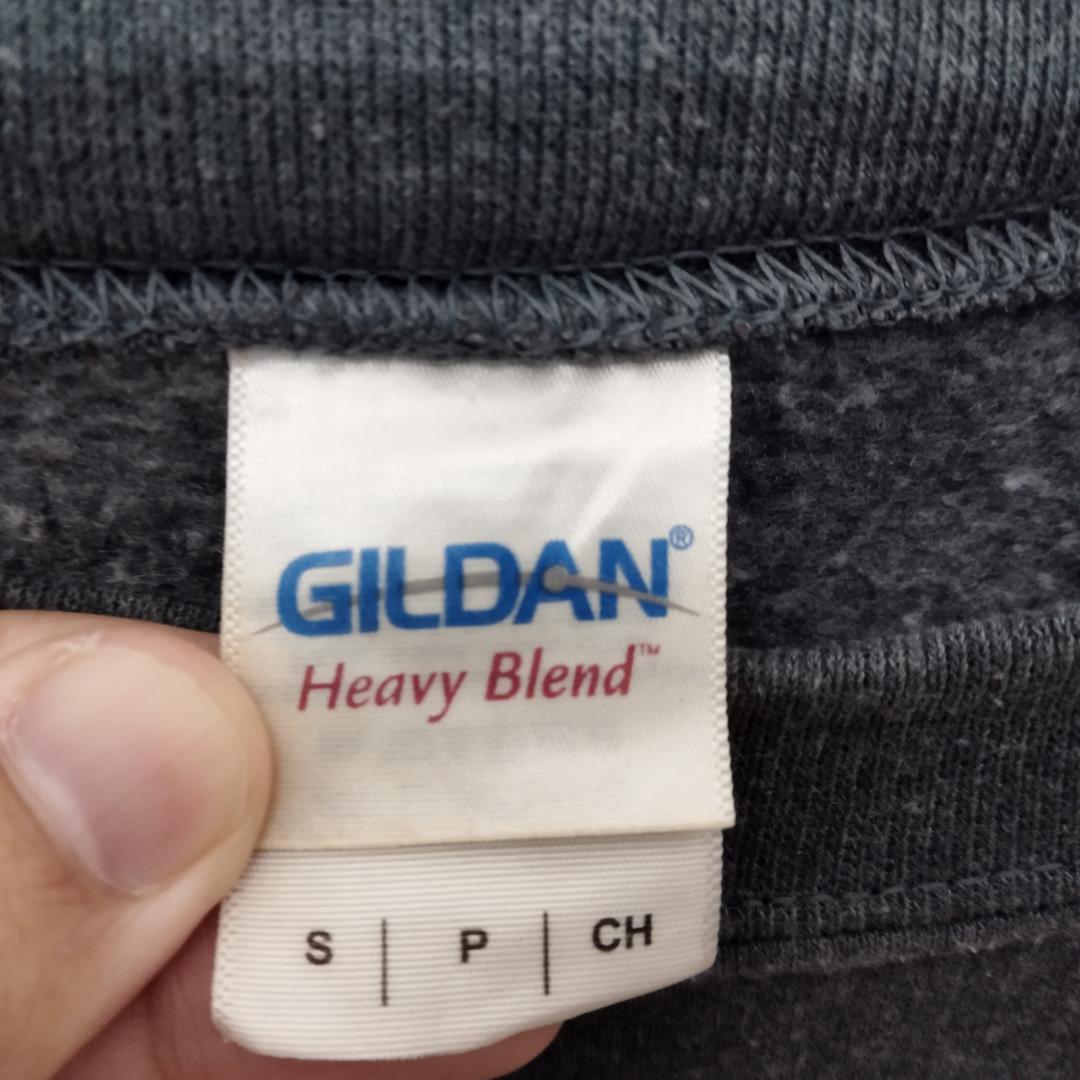 GILDAN®
Heavy Blend™
S | P | CH